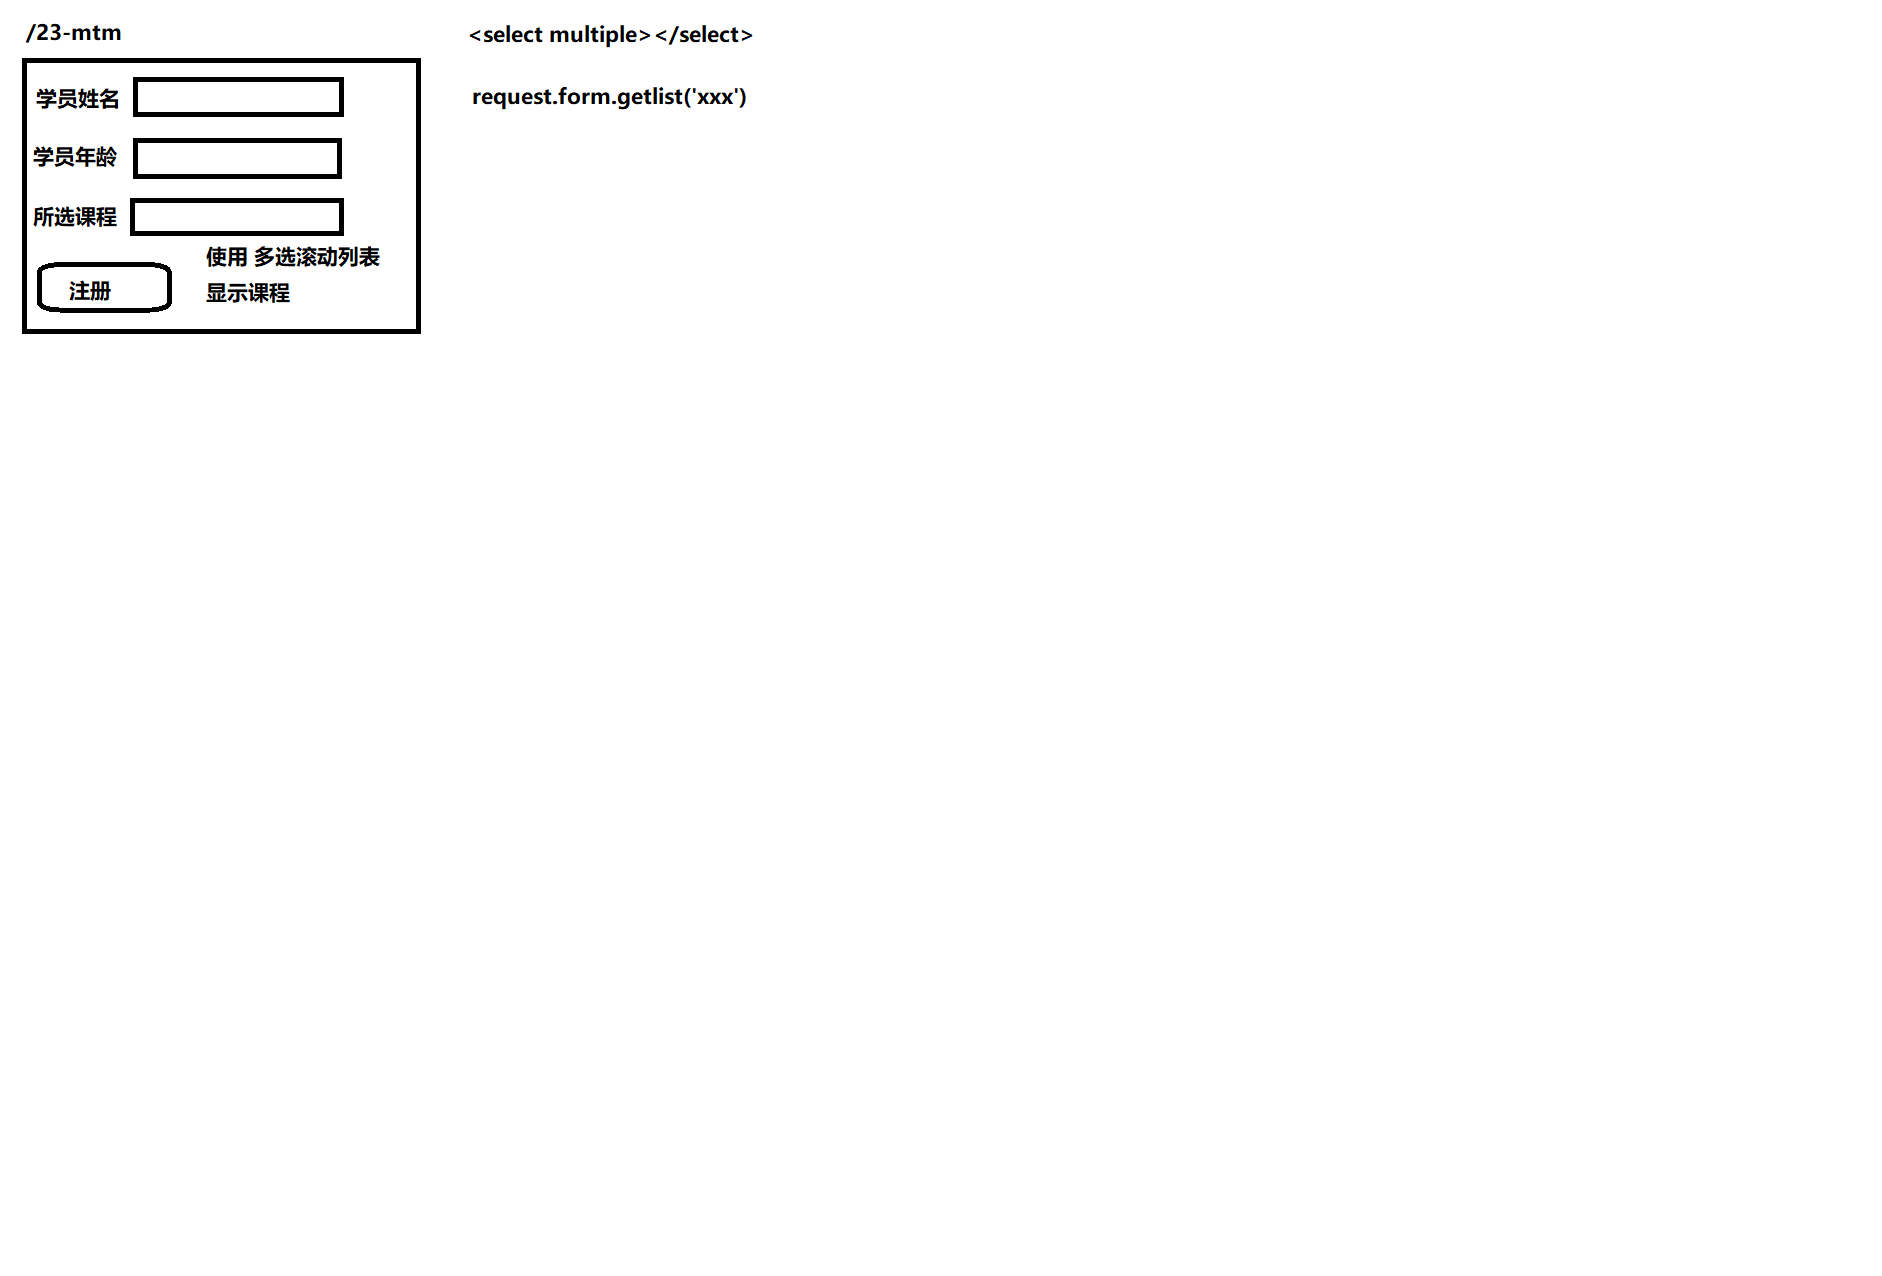 /23-mtm
学员姓名
学员年龄
所选课程
使用 多选滚动列表
显示课程
注册
<select multiple></select>
request.form.getlist('xxx')